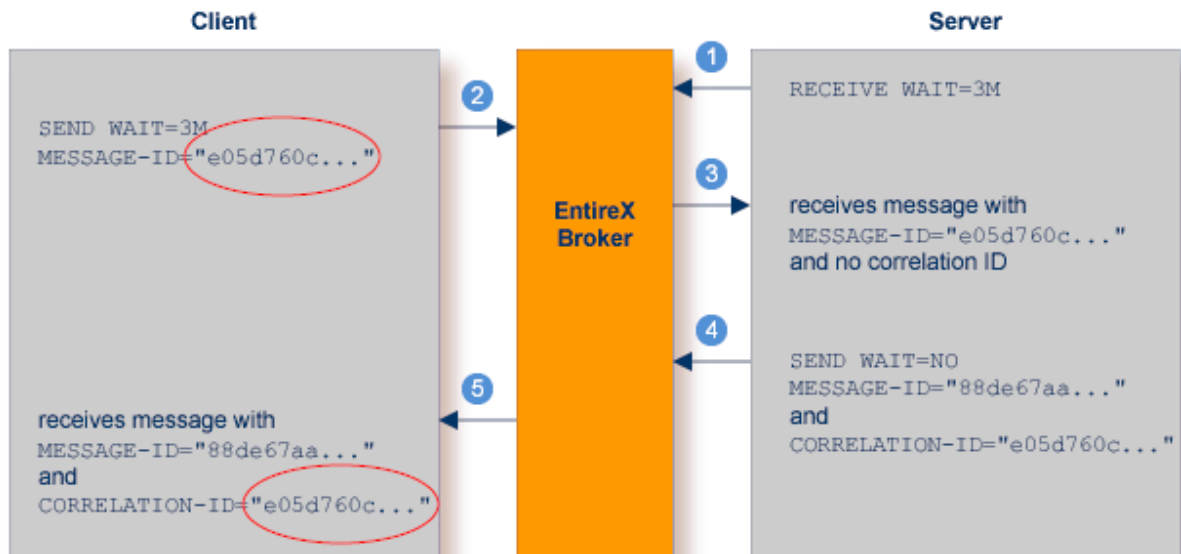 Client
Server
1
RECEIVE WAIT=3M
2
SEND WAIT=3M
MESSAGE-ID="e05d760c..."
3
EntireX
Broker
receives message with
MESSAGE-ID="e05d760c..."
and no correlation ID
4
SEND WAIT=NO
MESSAGE-ID="88de67aa..."
and
CORRELATION-ID="e05d760c..."
5
receives message with
MESSAGE-ID="88de67aa..."
and
CORRELATION-ID="e05d760c..."